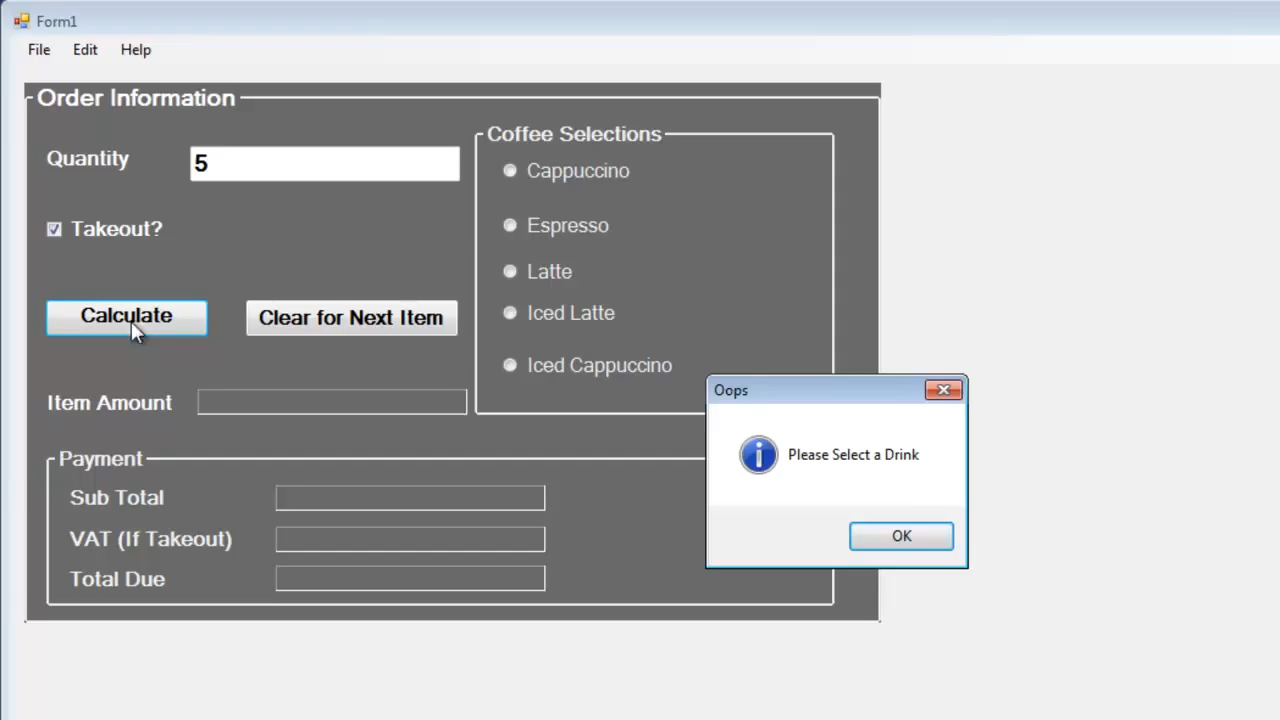 Form1
File Edit Help
Order Information
Quantity 5
Takeout?
Calculate Clear for Next Item
Item Amount
Coffee Selections
Cappuccino
Espresso
Latte
Iced Latte
Iced Cappuccino
Payment
Sub Total
VAT (If Takeout)
Total Due
Oops
Please Select a Drink
OK